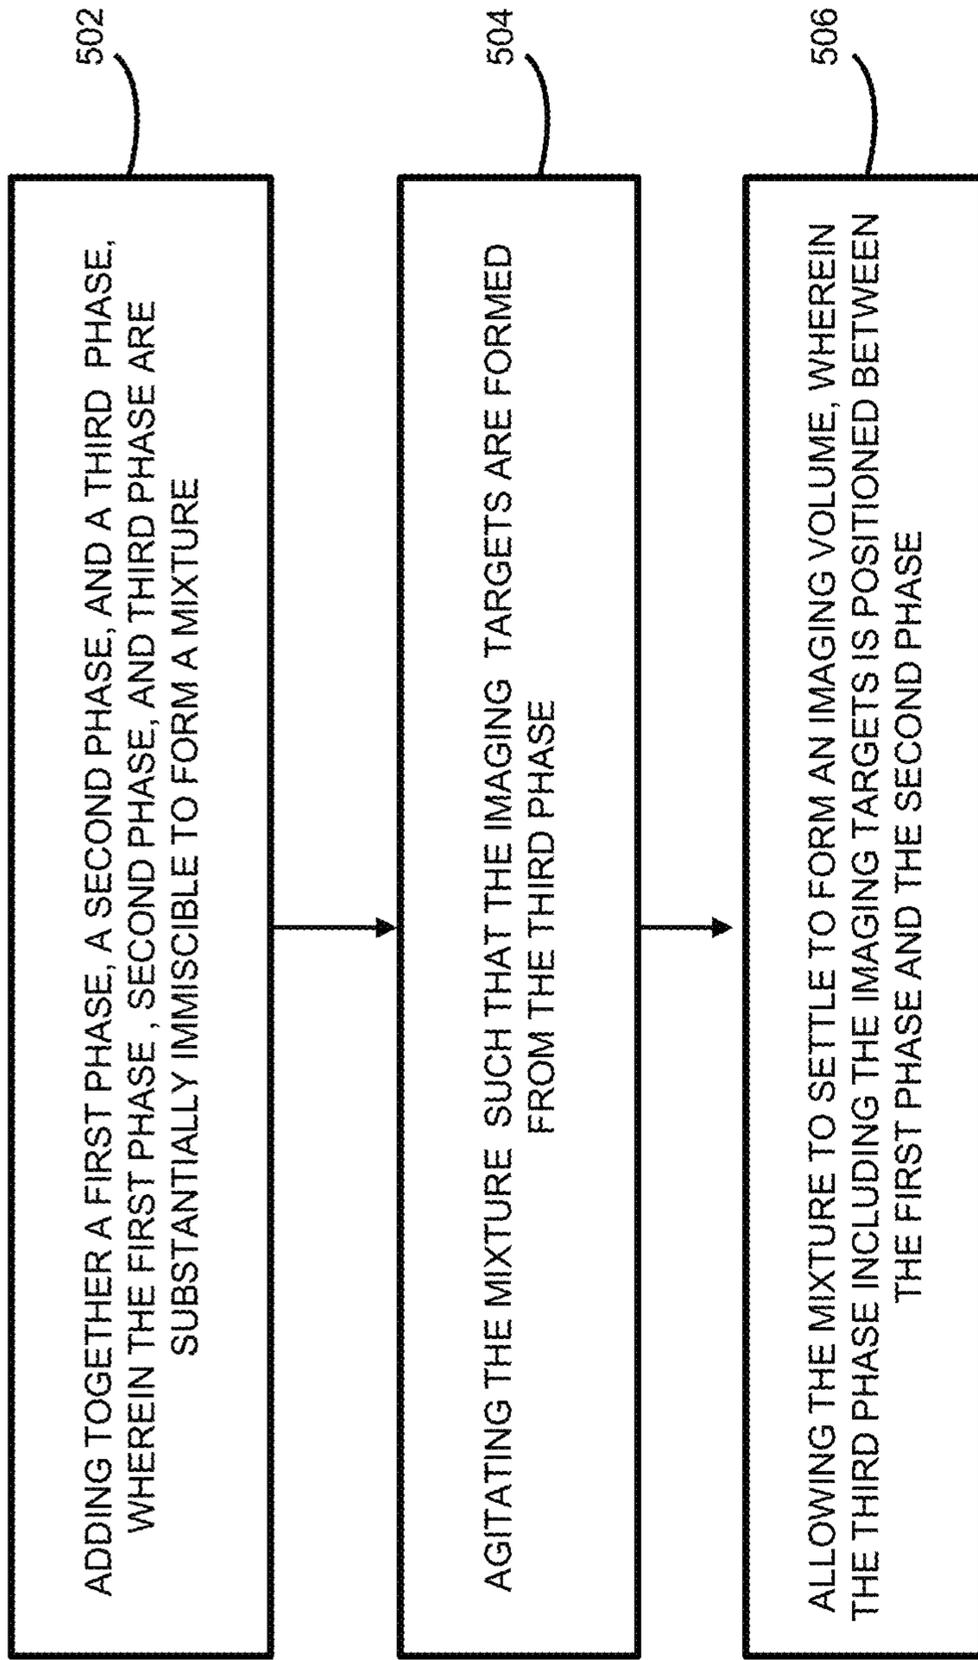 502
ADDING TOGETHER A FIRST PHASE, A SECOND PHASE, AND A THIRD PHASE,
WHEREIN THE FIRST PHASE, SECOND PHASE, AND THIRD PHASE ARE
SUBSTANTIALLY IMMISCIBLE TO FORM A MIXTURE
504
AGITATING THE MIXTURE SUCH THAT THE IMAGING TARGETS ARE FORMED
FROM THE THIRD PHASE
506
ALLOWING THE MIXTURE TO SETTLE TO FORM AN IMAGING VOLUME, WHEREIN
THE THIRD PHASE INCLUDING THE IMAGING TARGETS IS POSITIONED BETWEEN
THE FIRST PHASE AND THE SECOND PHASE